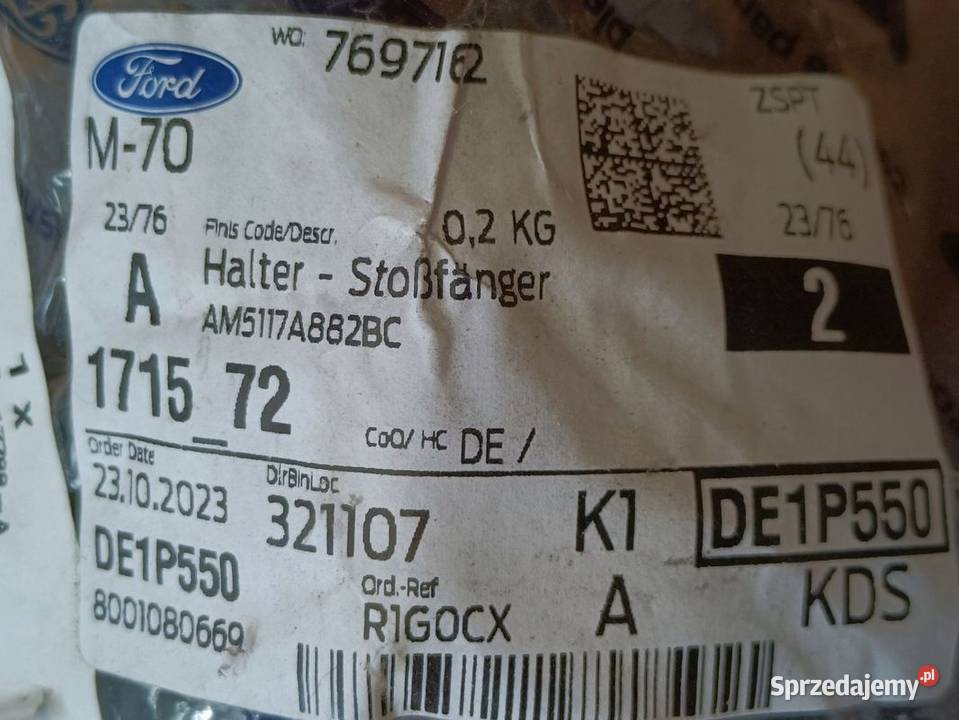 Ford
WO: 7697162
ZSPT
M-70
(44)
23/76
Finis Code/Descr.
0,2 KG
23/76
A
Halter - Stoßfänger
2
AM5117A882BC
1715_72
CoO/ HC DE /
Order Date
23.10.2023
DirBinLoc
321107
K1
DE1P550
DE1P550
Ord.-Ref
R1GOCX
A
KDS
8001080669
1 X
Sprzedajemy.pl